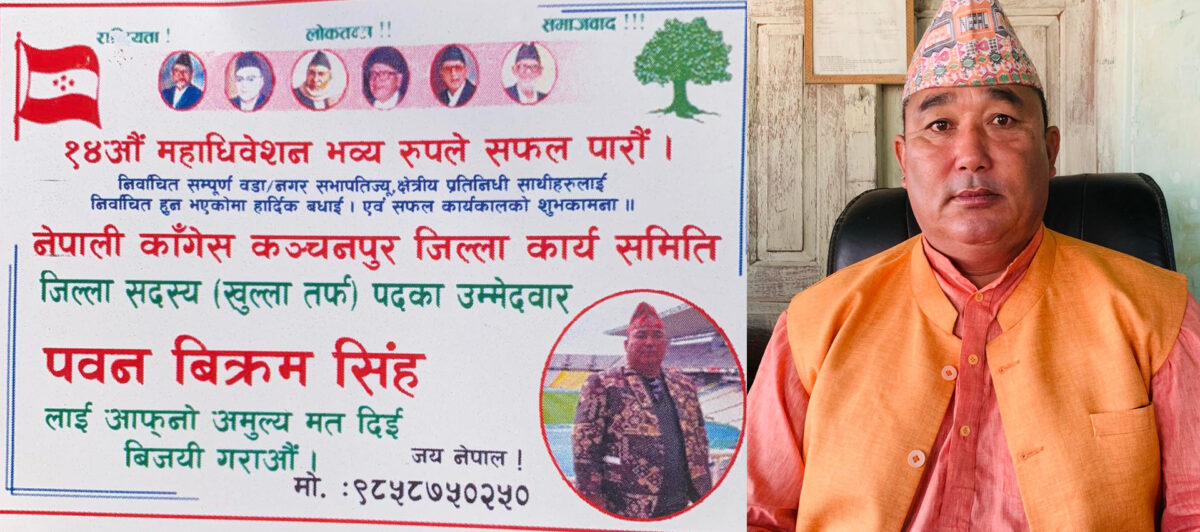 राष्ट्रियता !
लोकतन्त्र !!
समाजवाद !!!
१४औं महाधिवेशन भव्य रुपले सफल पारौं ।
निर्वाचित सम्पूर्ण वडा/नगर सभापतिज्यू,क्षेत्रीय प्रतिनिधी साथीहरुलाई
निर्वाचित हुनु भएकोमा हार्दिक बधाई । एवं सफल कार्यकालको शुभकामना ॥
नेपाली काँग्रेस कञ्चनपुर जिल्ला कार्य समिति
जिल्ला सदस्य (खुल्ला तर्फ) पदका उम्मेदवार
पवन बिक्रम सिंह
लाई आफ्नो अमुल्य मत दिई
बिजयी गराऔं ।
जय नेपाल !
मो. :९८५८७५०२५०
NEPAL